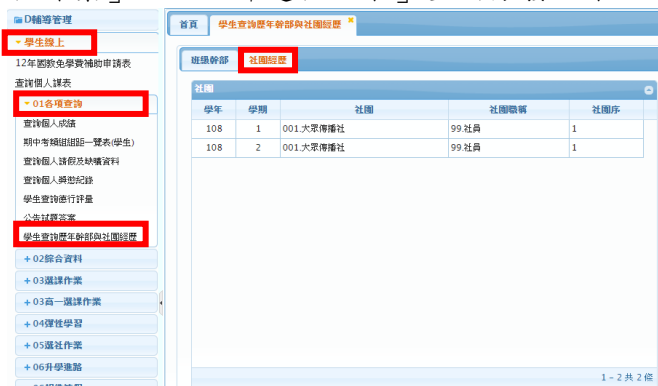 D輔導管理
首頁
學生查詢歷年幹部與社團經歷
學生線上
12年國教免學費補助申請表
查詢個人課表
01各項查詢
查詢個人成績
期中考類組組距一覽表(學生)
查詢個人請假及缺曠資料
查詢個人獎懲紀錄
學生查詢德行評量
公告試題答案
學生查詢歷年幹部與社團經歷
+ 02綜合資料
+ 03選課作業
+ 03高一選課作業
+ 04彈性學習
+ 05選社作業
+ 06升學進路
班級幹部
社團經歷
社團
學年 學期 社團 社團職稱 社團序
108 1 001.大眾傳播社 99.社員 1
108 2 001.大眾傳播社 99.社員 1
1 - 2 共 2 條